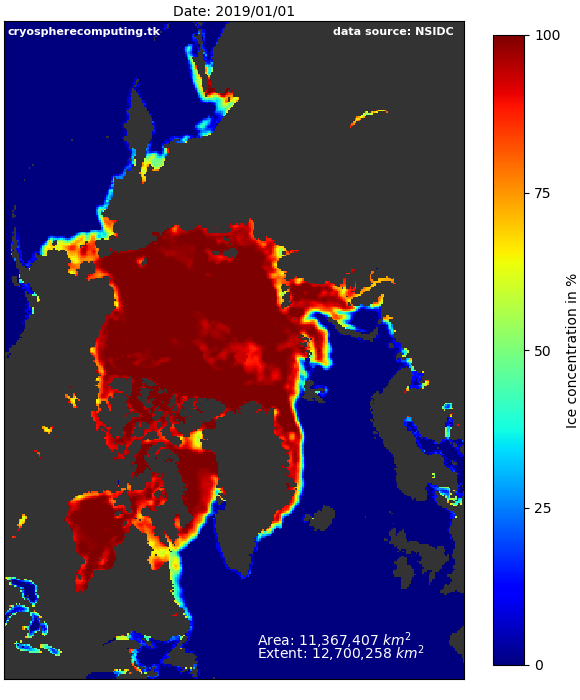 Date: 2019/01/01
cryospherecomputing.tk
data source: NSIDC
100
75
50
25
0
Ice concentration in %
Area: 11,367,407 km²
Extent: 12,700,258 km²